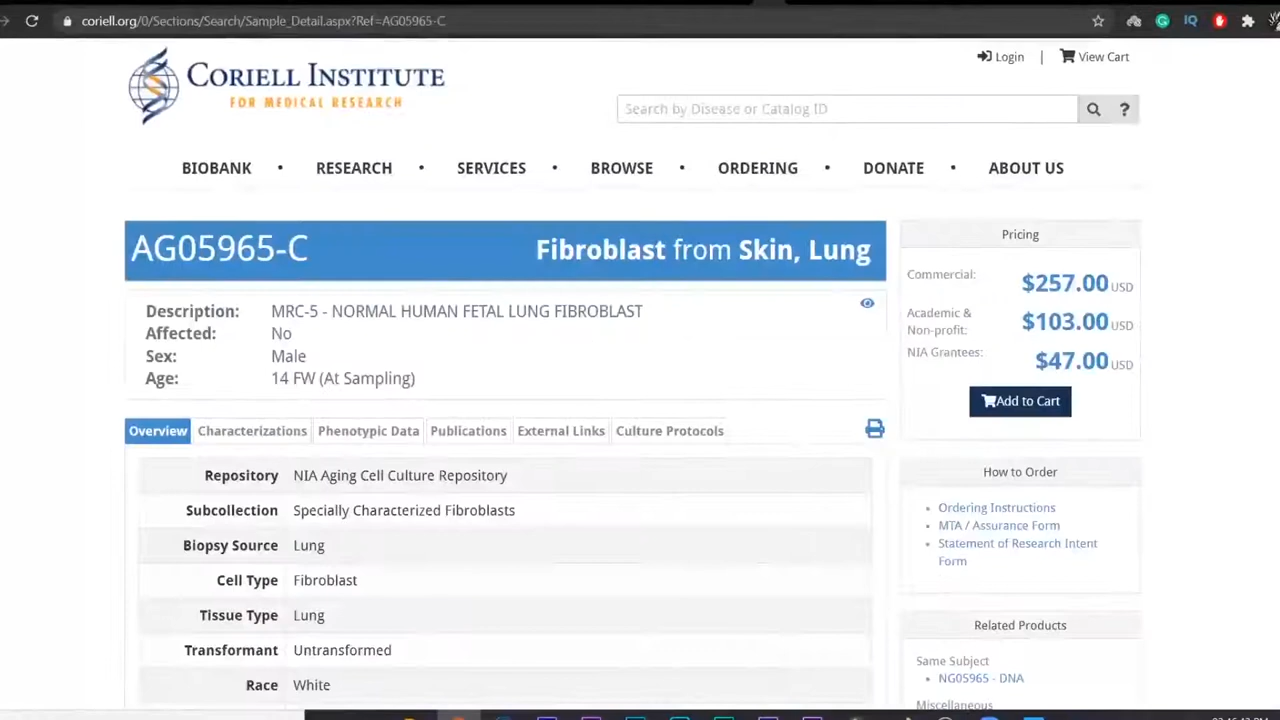 coriell.org/0/Sections/Search/Sample_Detail.aspx?Ref=AG05965-C
IQ
CORIELL INSTITUTE
FOR MEDICAL RESEARCH
Login | View Cart
Search by Disease or Catalog ID
?
BIOBANK • RESEARCH • SERVICES • BROWSE • ORDERING • DONATE • ABOUT US
AG05965-C Fibroblast from Skin, Lung
Description: MRC-5 - NORMAL HUMAN FETAL LUNG FIBROBLAST
Affected: No
Sex: Male
Age: 14 FW (At Sampling)
Overview Characterizations Phenotypic Data Publications External Links Culture Protocols
Repository NIA Aging Cell Culture Repository
Subcollection Specially Characterized Fibroblasts
Biopsy Source Lung
Cell Type Fibroblast
Tissue Type Lung
Transformant Untransformed
Race White
Pricing
Commercial: $257.00 USD
Academic &
Non-profit: $103.00 USD
NIA Grantees: $47.00 USD
Add to Cart
How to Order
• Ordering Instructions
• MTA / Assurance Form
• Statement of Research Intent
Form
Related Products
Same Subject
• NG05965 - DNA
Miscellaneous